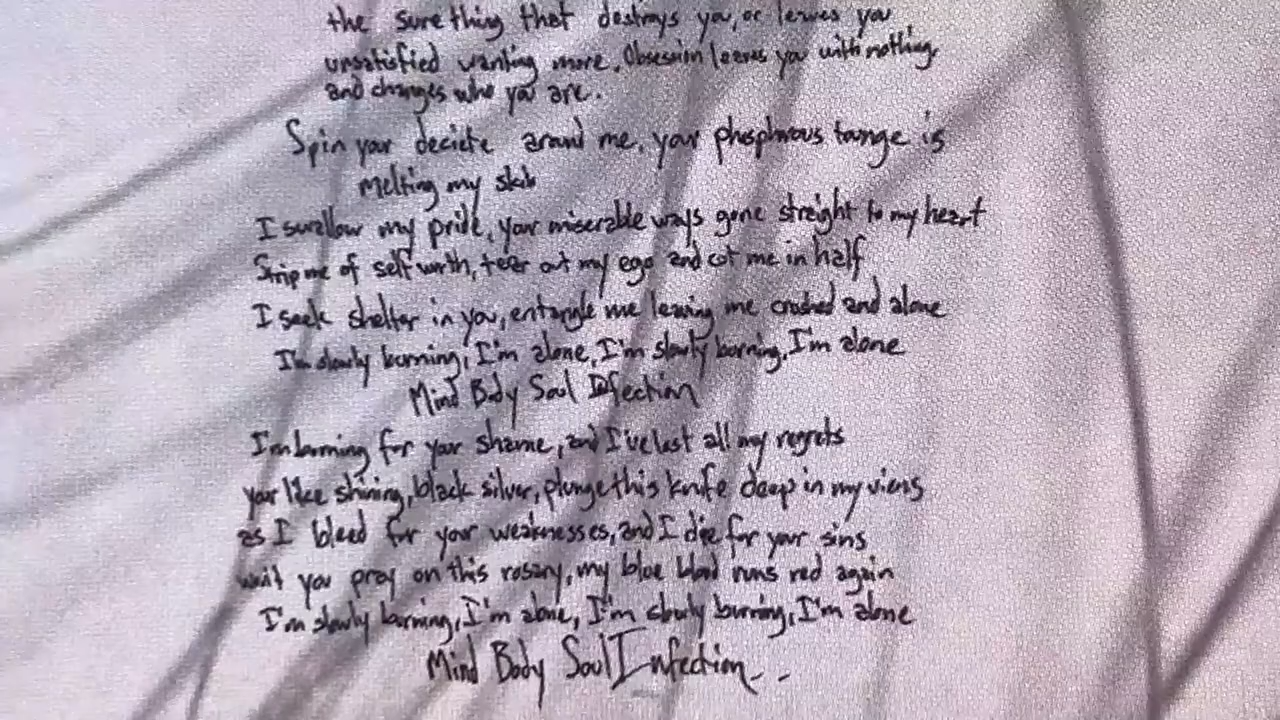 the sure thing that destroys you, or leaves you
unsatisfied wanting more. Obsession leaves you with nothing
and changes who you are.
Spin your deciete around me, your phosphrous tounge is
melting my skin
I swallow my pride, your miserable ways gone straight to my heart
Strip me of self worth, tear out my ego and cut me in half
I seek shelter in you, entangle me leaving me crushed and alone
I'm slowly burning, I'm alone, I'm slowly burning, I'm alone
Mind Body Soul Infection
I'm burning for your shame, and I've lost all my regrets
your like shining, black silver, plunge this knife deep in my viens
as I bleed for your weaknesses, and I die for your sins
wont you pray on this rosary, my blue blood runs red again
I'm slowly burning, I'm alone, I'm slowly burning, I'm alone
Mind Body Soul Infection - -